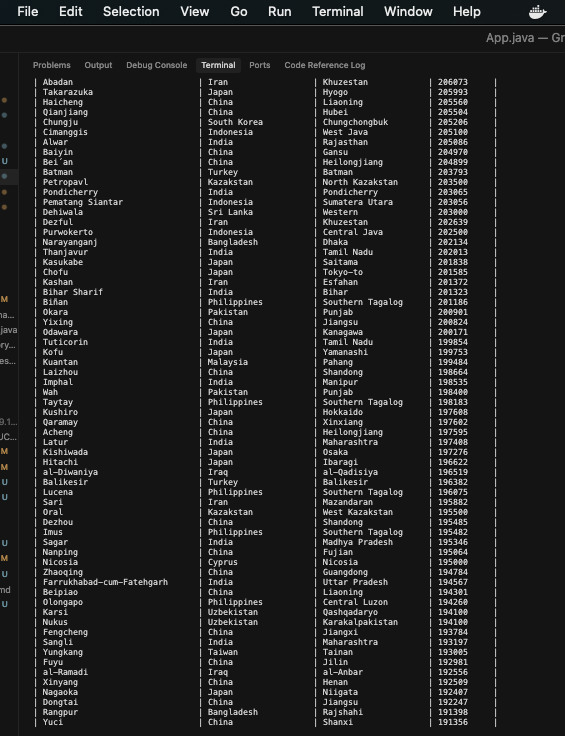 File Edit Selection View Go Run Terminal Window Help
App.java — Gr
Problems Output Debug Console Terminal Ports Code Reference Log
| Abadan | Iran | Khuzestan | 206073 |
| Takarazuka | Japan | Hyogo | 205993 |
| Haicheng | China | Liaoning | 205560 |
| Qianjiang | China | Hubei | 205504 |
| Chungju | South Korea | Chungchongbuk | 205206 |
| Cimanggis | Indonesia | West Java | 205100 |
| Alwar | India | Rajasthan | 205086 |
| Baiyin | China | Gansu | 204970 |
| Bei´an | China | Heilongjiang | 204899 |
| Batman | Turkey | Batman | 203793 |
| Petropavl | Kazakstan | North Kazakstan | 203500 |
| Pondicherry | India | Pondicherry | 203065 |
| Pematang Siantar | Indonesia | Sumatera Utara | 203056 |
| Dehiwala | Sri Lanka | Western | 203000 |
| Dezful | Iran | Khuzestan | 202639 |
| Purwokerto | Indonesia | Central Java | 202500 |
| Narayanganj | Bangladesh | Dhaka | 202134 |
| Thanjavur | India | Tamil Nadu | 202013 |
| Kasukabe | Japan | Saitama | 201838 |
| Chofu | Japan | Tokyo-to | 201585 |
| Kashan | Iran | Esfahan | 201372 |
| Bihar Sharif | India | Bihar | 201323 |
| Biñan | Philippines | Southern Tagalog | 201186 |
| Okara | Pakistan | Punjab | 200901 |
| Yixing | China | Jiangsu | 200824 |
| Odawara | Japan | Kanagawa | 200171 |
| Tuticorin | India | Tamil Nadu | 199854 |
| Kofu | Japan | Yamanashi | 199753 |
| Kuantan | Malaysia | Pahang | 199484 |
| Laizhou | China | Shandong | 198664 |
| Imphal | India | Manipur | 198535 |
| Wah | Pakistan | Punjab | 198400 |
| Taytay | Philippines | Southern Tagalog | 198183 |
| Kushiro | Japan | Hokkaido | 197608 |
| Qaramay | China | Xinxiang | 197602 |
| Acheng | China | Heilongjiang | 197595 |
| Latur | India | Maharashtra | 197408 |
| Kishiwada | Japan | Osaka | 197276 |
| Hitachi | Japan | Ibaragi | 196622 |
| al-Diwaniya | Iraq | al-Qadisiya | 196519 |
| Balikesir | Turkey | Balikesir | 196382 |
| Lucena | Philippines | Southern Tagalog | 196075 |
| Sari | Iran | Mazandaran | 195882 |
| Oral | Kazakstan | West Kazakstan | 195500 |
| Dezhou | China | Shandong | 195485 |
| Imus | Philippines | Southern Tagalog | 195482 |
| Sagar | India | Madhya Pradesh | 195346 |
| Nanping | China | Fujian | 195064 |
| Nicosia | Cyprus | Nicosia | 195000 |
| Zhaoqing | China | Guangdong | 194784 |
| Farrukhabad-cum-Fatehgarh | India | Uttar Pradesh | 194567 |
| Beipiao | China | Liaoning | 194301 |
| Olongapo | Philippines | Central Luzon | 194260 |
| Karsi | Uzbekistan | Qashqadaryo | 194100 |
| Nukus | Uzbekistan | Karakalpakistan | 194100 |
| Fengcheng | China | Jiangxi | 193784 |
| Sangli | India | Maharashtra | 193197 |
| Yungkang | Taiwan | Tainan | 193005 |
| Fuyu | China | Jilin | 192981 |
| al-Ramadi | Iraq | al-Anbar | 192556 |
| Xinyang | China | Henan | 192509 |
| Nagaoka | Japan | Niigata | 192407 |
| Dongtai | China | Jiangsu | 192247 |
| Rangpur | Bangladesh | Rajshahi | 191398 |
| Yuci | China | Shanxi | 191356 |
U
M
na...
java
ory...
es...
9.1...
UC...
M
M
U
U
U
M
U
md
U